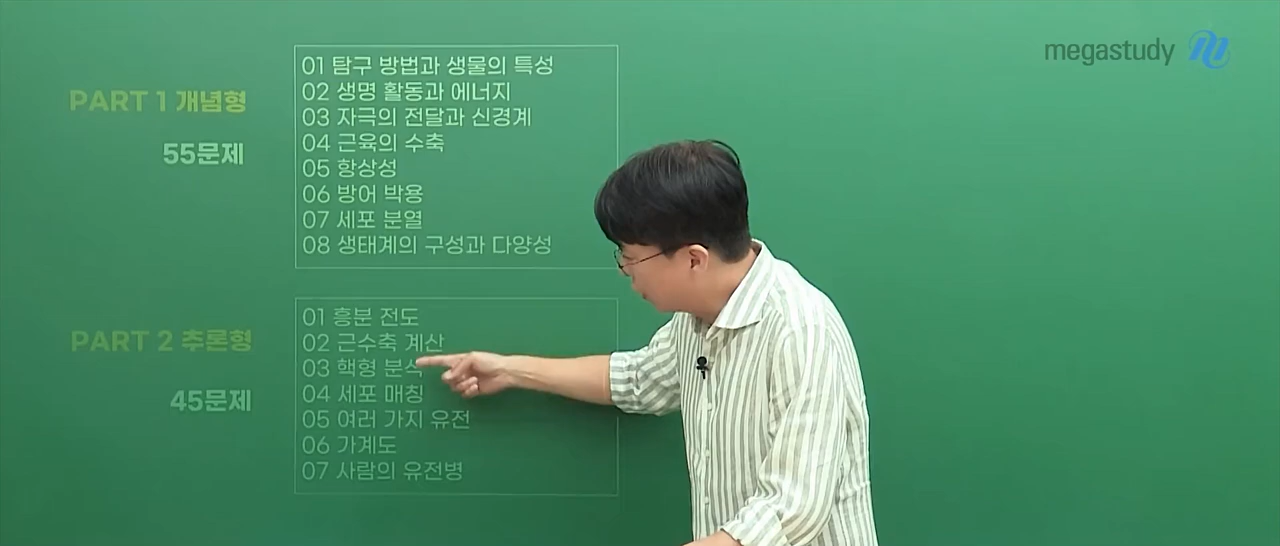 megastudy
PART 1 개념형
55문제
01 탐구 방법과 생물의 특성
02 생명 활동과 에너지
03 자극의 전달과 신경계
04 근육의 수축
05 항상성
06 방어 박용
07 세포 분열
08 생태계의 구성과 다양성
PART 2 추론형
45문제
01 흥분 전도
02 근수축 계산
03 핵형 분석
04 세포 매칭
05 여러 가지 유전
06 가계도
07 사람의 유전병